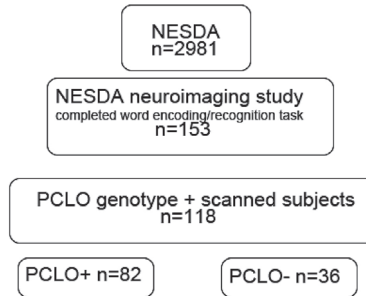 NESDA
n=2981
NESDA neuroimaging study
completed word encoding/recognition task
n=153
PCLO genotype + scanned subjects
n=118
PCLO+ n=82
PCLO- n=36